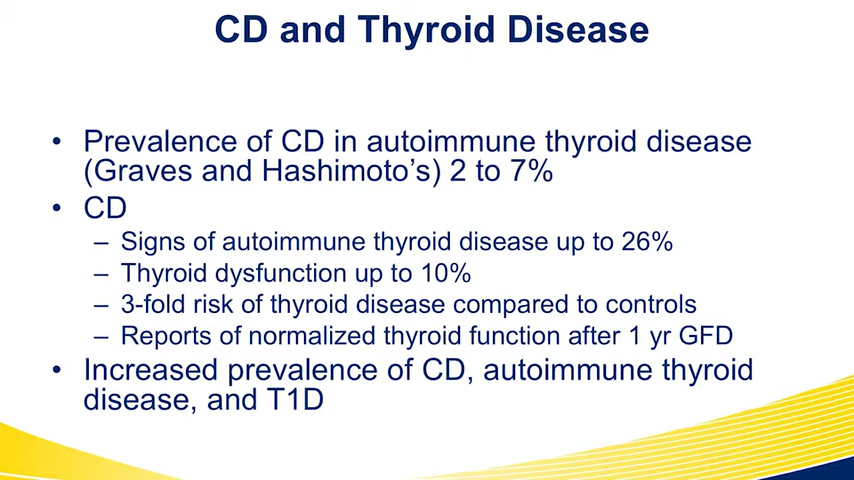 CD and Thyroid Disease
• Prevalence of CD in autoimmune thyroid disease
(Graves and Hashimoto's) 2 to 7%
• CD
– Signs of autoimmune thyroid disease up to 26%
– Thyroid dysfunction up to 10%
– 3-fold risk of thyroid disease compared to controls
– Reports of normalized thyroid function after 1 yr GFD
• Increased prevalence of CD, autoimmune thyroid
disease, and T1D